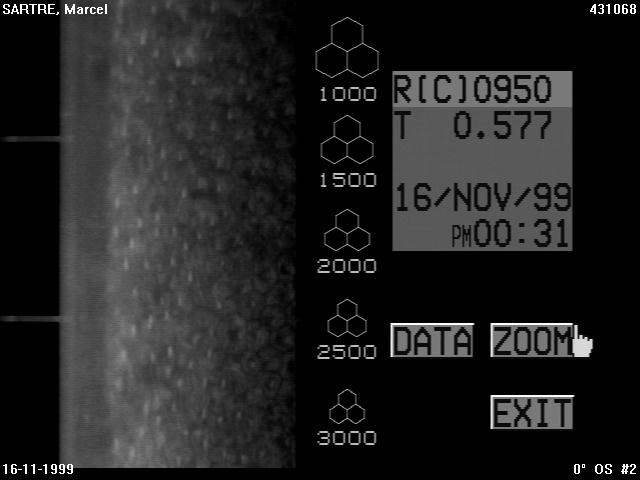 SARTRE, Marcel
431068
1000
1500
2000
2500
3000
R[C]0950
T 0.577
16/NOV/99
PM00:31
DATA
ZOOM
EXIT
16-11-1999
0° OS #2